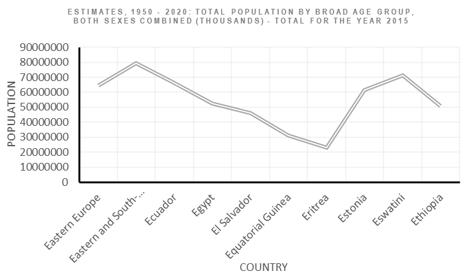 ESTIMATES, 1950 - 2020: TOTAL POPULATION BY BROAD AGE GROUP,
BOTH SEXES COMBINED (THOUSANDS) - TOTAL FOR THE YEAR 2015
90000000
80000000
70000000
60000000
50000000
40000000
30000000
20000000
10000000
0
POPULATION
Eastern Europe
Eastern and South-...
Ecuador
Egypt
El Salvador
Equatorial Guinea
Eritrea
Estonia
Eswatini
Ethiopia
COUNTRY